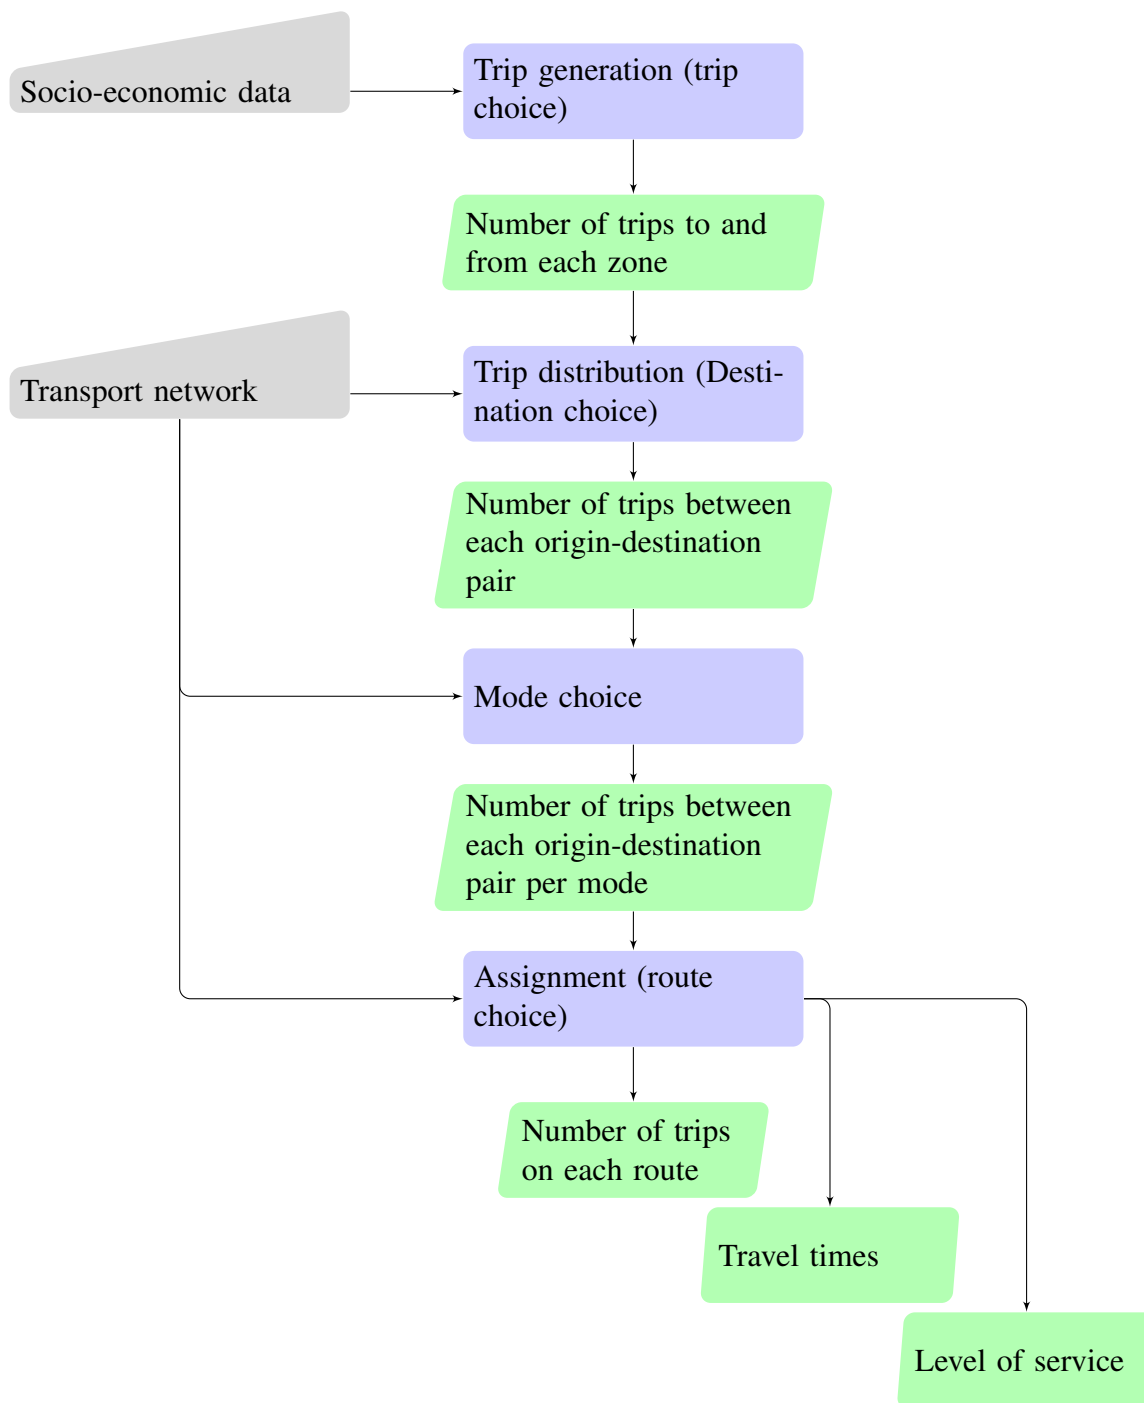 Socio-economic data
Trip generation (trip
choice)
Number of trips to and
from each zone
Transport network
Trip distribution (Desti-
nation choice)
Number of trips between
each origin-destination
pair
Mode choice
Number of trips between
each origin-destination
pair per mode
Assignment (route
choice)
Number of trips
on each route
Travel times
Level of service